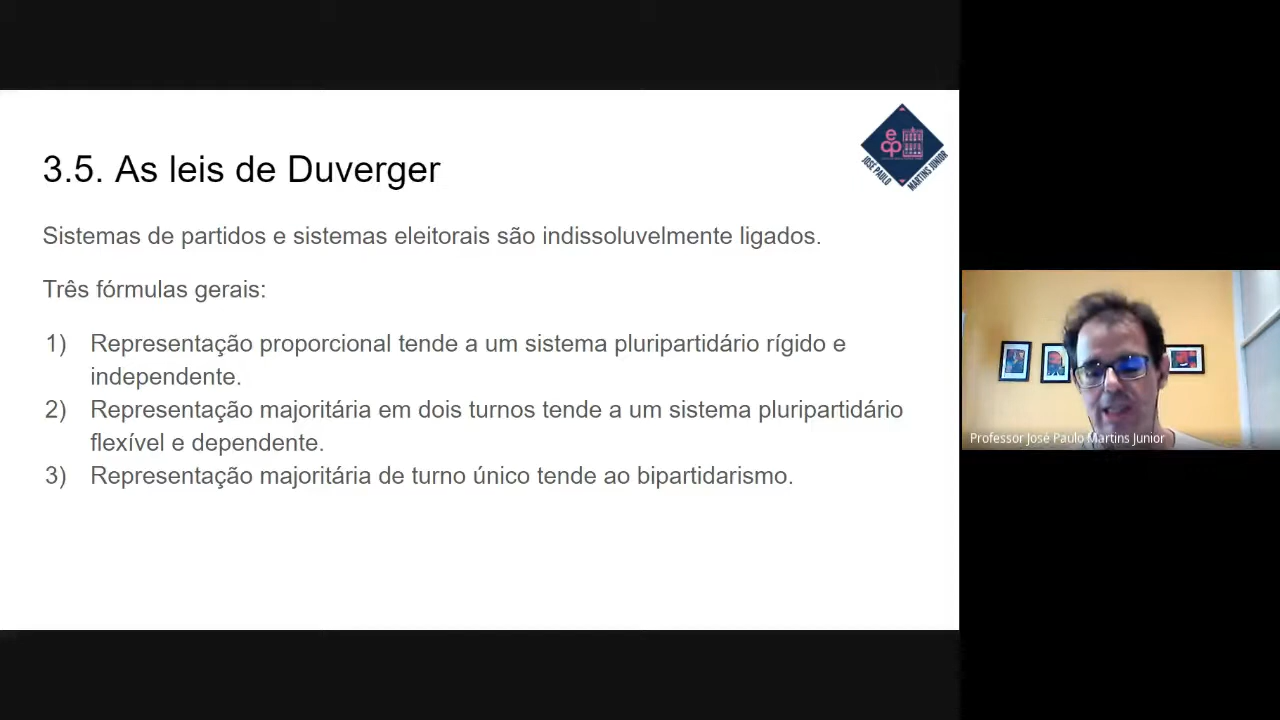 3.5. As leis de Duverger
Sistemas de partidos e sistemas eleitorais são indissoluvelmente ligados.
Três fórmulas gerais:
1) Representação proporcional tende a um sistema pluripartidário rígido e
independente.
2) Representação majoritária em dois turnos tende a um sistema pluripartidário
flexível e dependente.
3) Representação majoritária de turno único tende ao bipartidarismo.
JOSÉ PAULO
MARTINS JUNIOR
Professor José Paulo Martins Junior